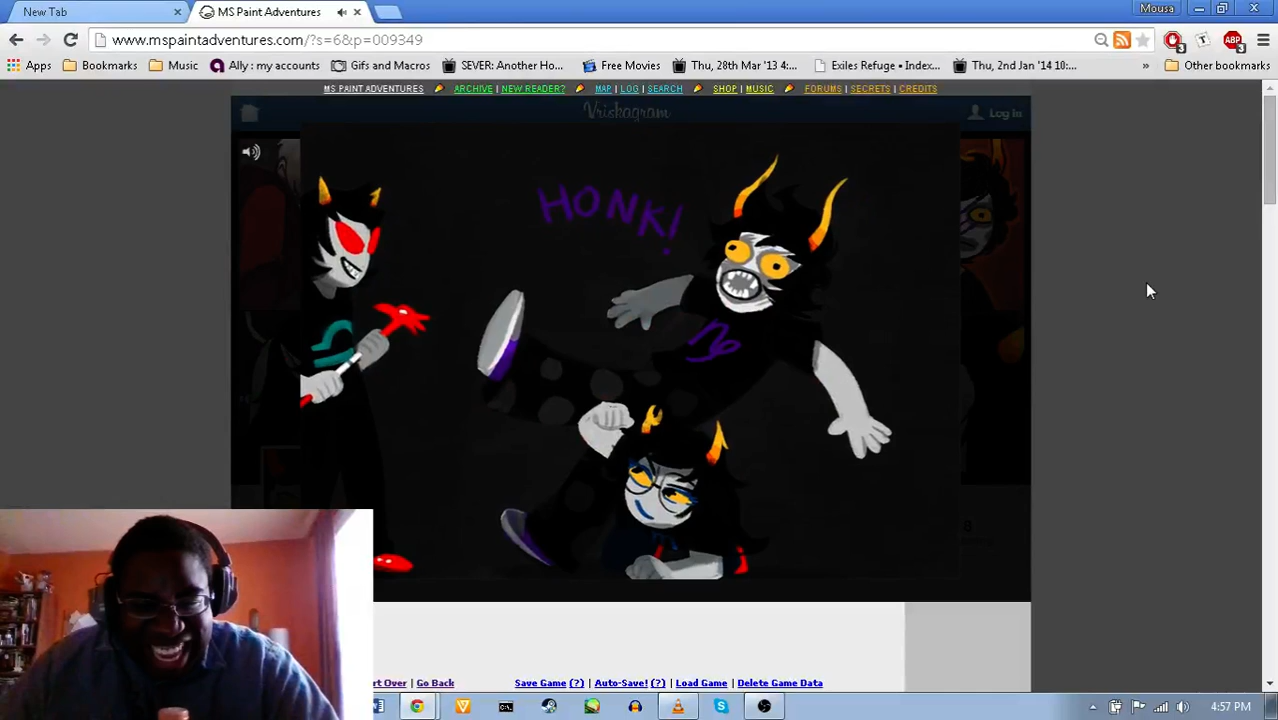 New Tab
MS Paint Adventures
Mousa
www.mspaintadventures.com/?s=6&p=009349
Apps Bookmarks Music Ally : my accounts Gifs and Macros SEVER: Another Ho... Free Movies Thu, 28th Mar '13 4:... Exiles Refuge • Index... Thu, 2nd Jan '14 10:... » Other bookmarks
3 T ABP 3
MS PAINT ADVENTURES ARCHIVE | NEW READER? MAP | LOG | SEARCH SHOP | MUSIC FORUMS | SECRETS | CREDITS
Vriskagram
Log In
HONK!
rt Over | Go Back Save Game (?) | Auto-Save! (?) | Load Game | Delete Game Data
4:57 PM